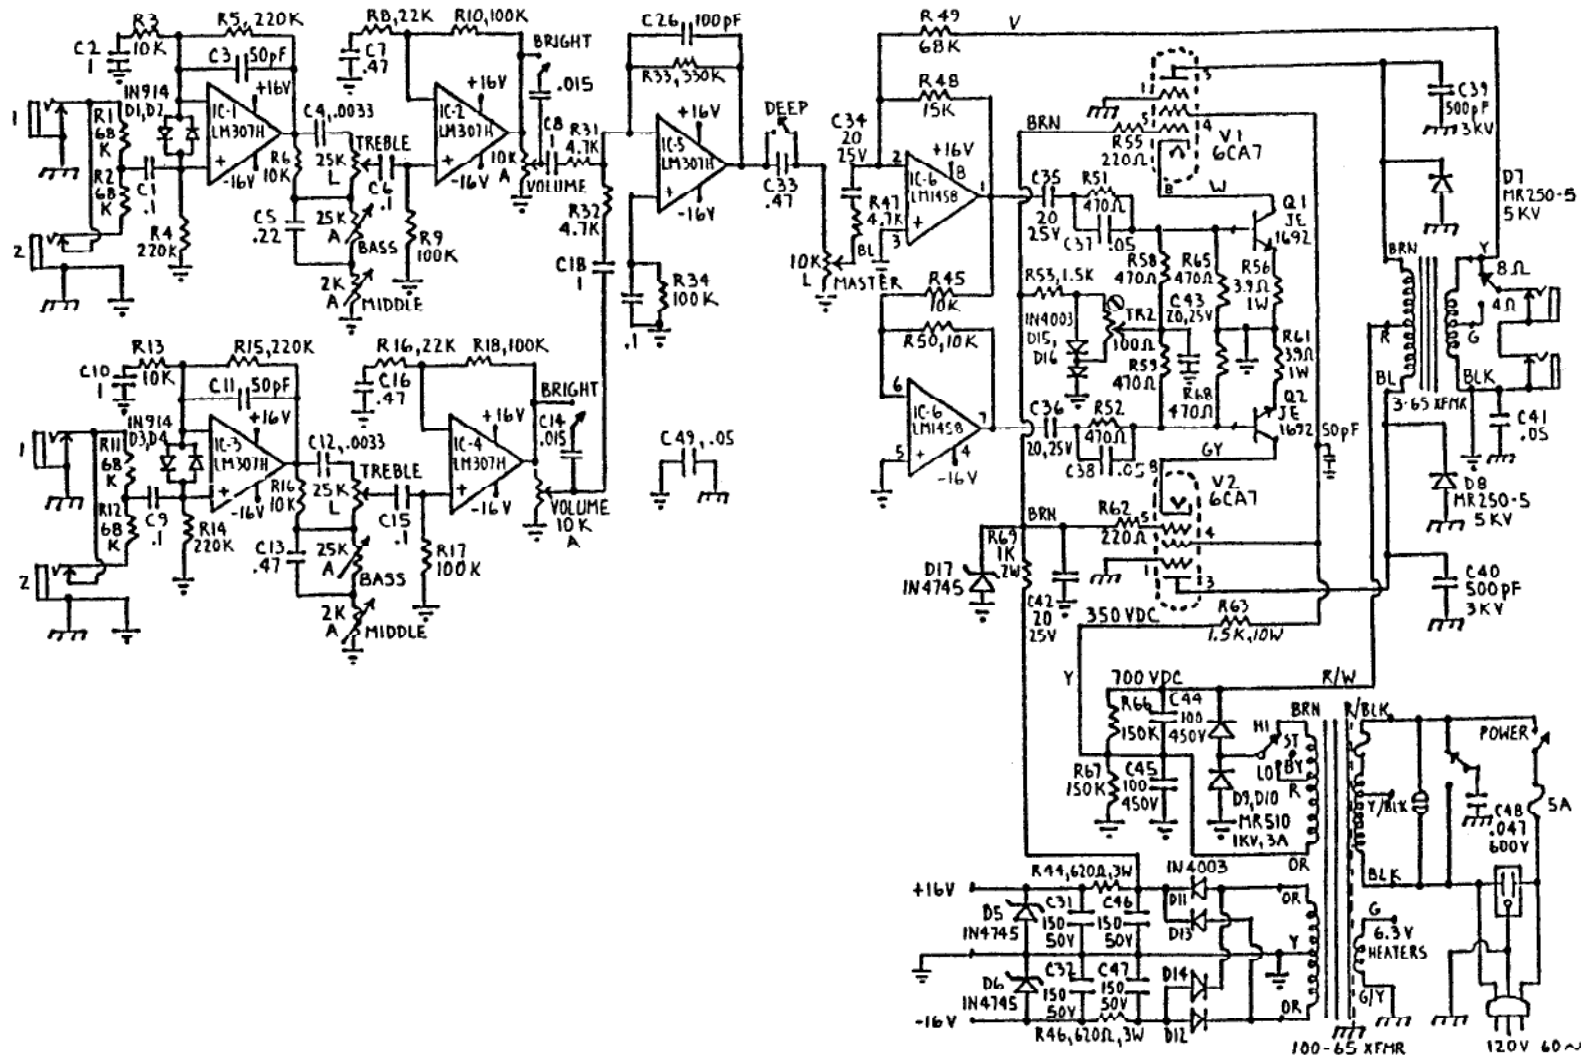 R3
10K
C2
1
R5, 220K
C3
50pF
1N914
D1, D2
+16V
IC-1
LM307H
-16V
C4, .0033
R1
68
K
R2
68
K
1
2
C1
.1
R4
220K
R6
10K
25K
L
TREBLE
C5
.22
25K
A
BASS
2K
A
MIDDLE
R8, 22K
C7
.47
R10, 100K
+16V
IC-2
LM307H
-16V
C6
.1
R9
100K
BRIGHT
.015
C8
.1
10K
A
VOLUME
R31
4.7K
R32
4.7K
C18
1
C26
100pF
R33, 330K
+16V
IC-5
LM307H
-16V
R34
100K
.1
DEEP
C33
.47
10K
L
MASTER
C34
20
25V
R47
4.7K
BL
R49
68K
V
R48
15K
2
3
+16V
8
IC-6
LM1458
1
R45
10K
R50, 10K
6
5
IC-6
LM1458
7
4
-16V
C35
20
25V
R51
470Ω
C37
.05
R53, 1.5K
1N4003
D15,
D16
TR2
100Ω
R58
470Ω
R65
470Ω
C43
20, 25V
R59
470Ω
R68
470Ω
C36
20, 25V
R52
470Ω
C38
.05
BRN
R55
220Ω
5
1
3
4
8
V1
6CA7
W
Q1
JE
1692
R56
3.9Ω
1W
R61
3.9Ω
1W
Q2
JE
1692
50pF
GY
8
V2
6CA7
5
4
1
3
R62
220Ω
BRN
R69
1K
2W
D17
1N4745
C42
20
25V
350 VDC
R63
1.5K, 10W
C39
500pF
3KV
D7
MR250-5
5KV
BRN
R
BL
Y
8Ω
4Ω
G
BLK
3-65 XFMR
C41
.05
D8
MR250-5
5KV
C40
500pF
3KV
R13
10K
C10
1
R15, 220K
C11
50pF
1N914
D3, D4
+16V
IC-3
LM307H
-16V
C12, .0033
1
2
R11
68
K
R12
68
K
C9
.1
R14
220K
R16
10K
25K
L
TREBLE
C13
.47
25K
A
BASS
2K
A
MIDDLE
R16, 22K
C16
.47
R18, 100K
+16V
IC-4
LM307H
-16V
C15
.1
R17
100K
BRIGHT
C14
.015
VOLUME
10K
A
C49, .05
Y
700 VDC
R/W
R66
150K
C44
100
450V
R67
150K
C45
100
450V
D9, D10
MR510
1KV, 3A
HI
ST
BY
LO
R
BRN
OR
R/BLK
Y/BLK
BLK
POWER
5A
C48
.047
600V
G
6.3V
HEATERS
G/Y
120V 60~
100-65 XFMR
R44, 620Ω, 3W
1N4003
+16V
D5
1N4745
C31
150
50V
C46
150
50V
D11
D13
OR
Y
OR
D6
1N4745
C32
150
50V
C47
150
50V
D14
D12
-16V
R46, 620Ω, 3W